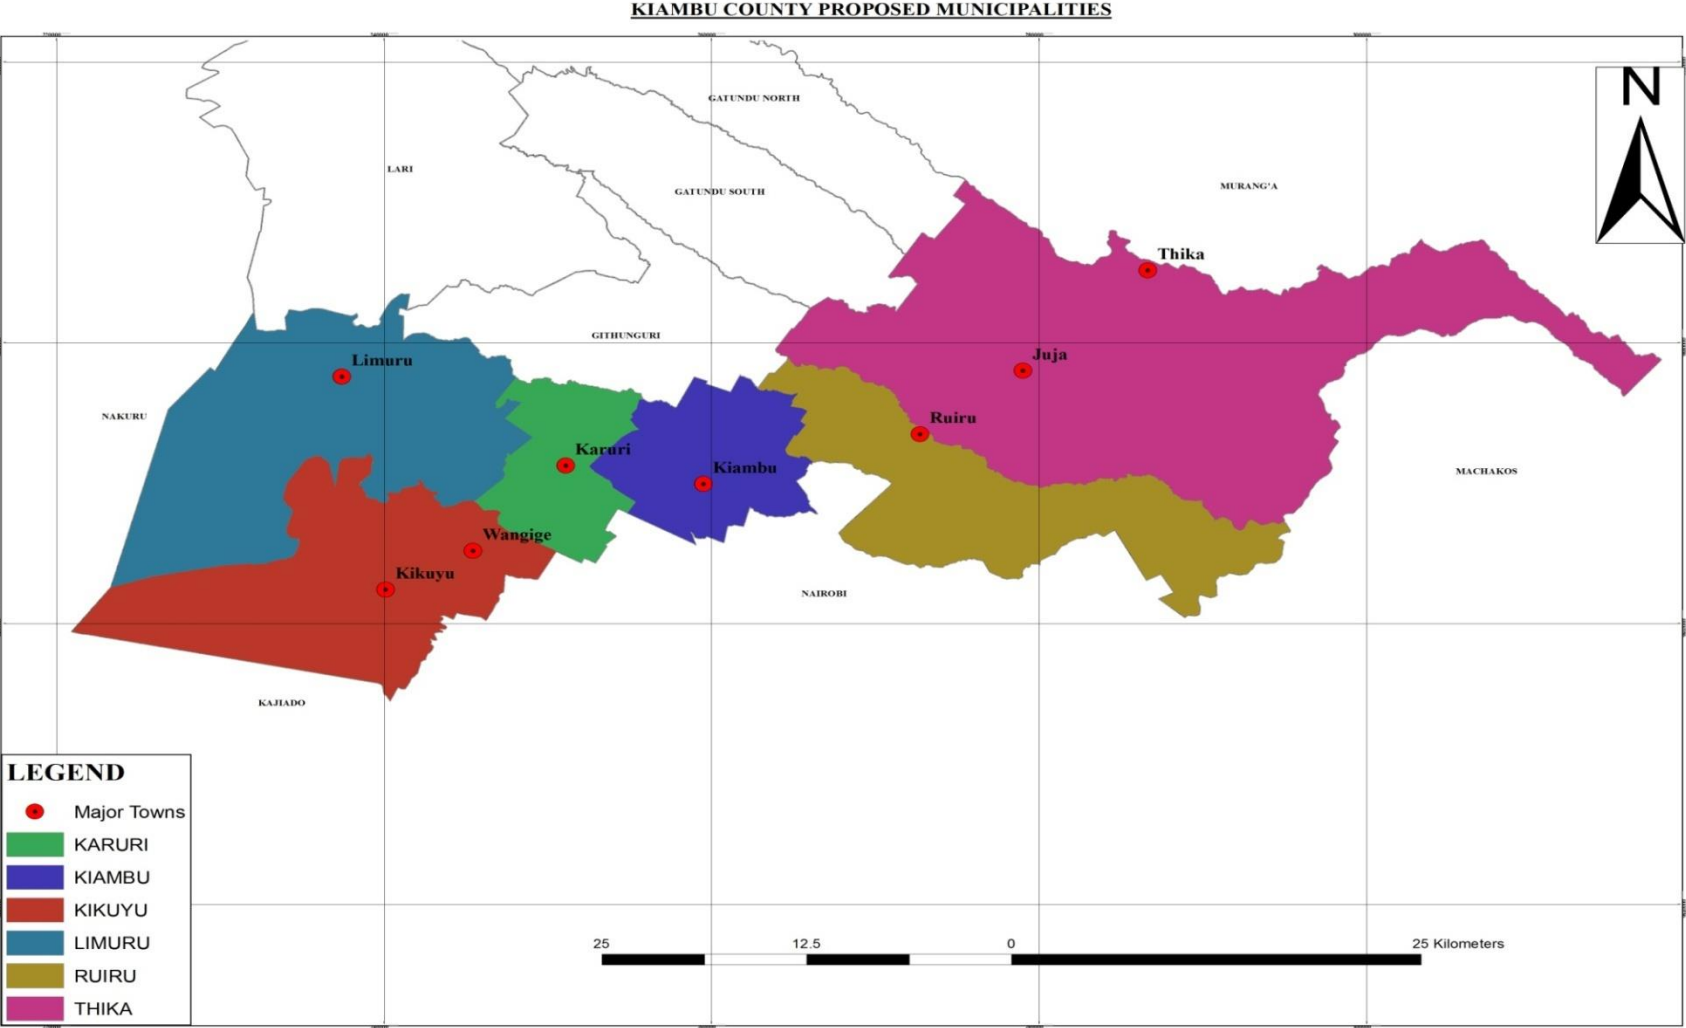 KIAMBU COUNTY PROPOSED MUNICIPALITIES
N
GATUNDU NORTH
LARI
GATUNDU SOUTH
MURANG'A
Thika
GITHUNGURI
Juja
Limuru
NAKURU
Ruiru
Karuri
Kiambu
MACHAKOS
Wangige
Kikuyu
NAIROBI
KAJIADO
LEGEND
Major Towns
KARURI
KIAMBU
KIKUYU
LIMURU
RUIRU
THIKA
25 12.5 0 25 Kilometers